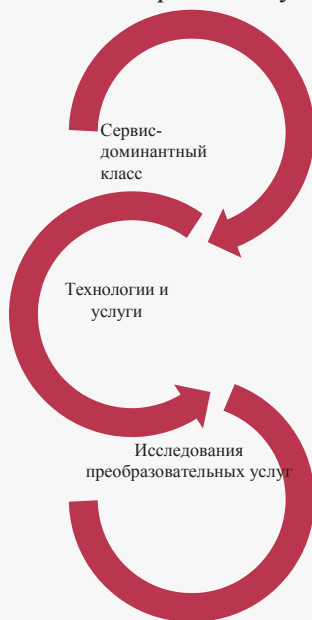 Сервис-
доминантный
класс
Технологии и
услуги
Исследования
преобразовательных услуг